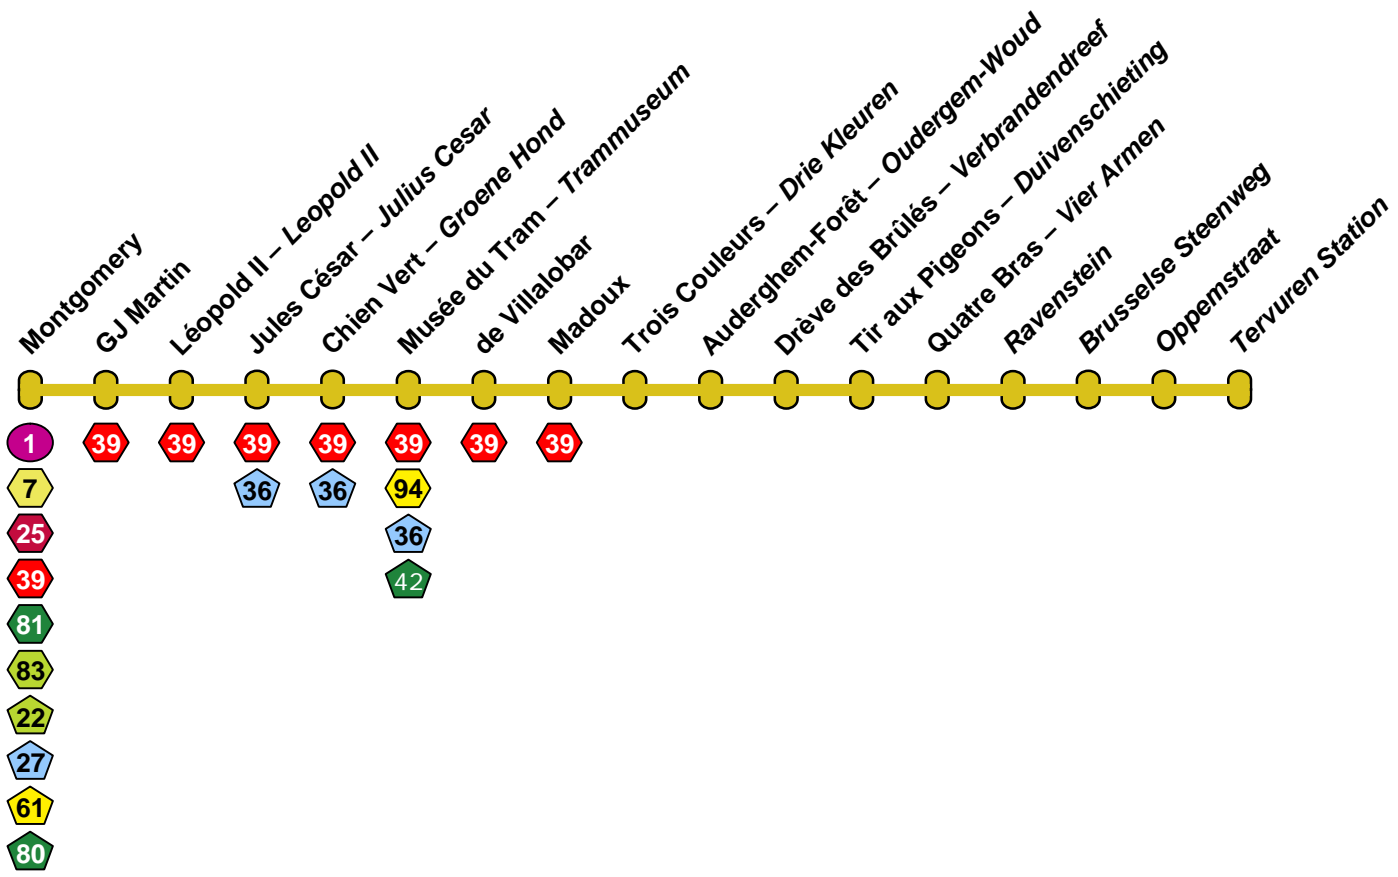 Montgomery
GJ Martin
Léopold II – Leopold II
Jules César – Julius Cesar
Chien Vert – Groene Hond
Musée du Tram – Trammuseum
de Villalobar
Madoux
Trois Couleurs – Drie Kleuren
Auderghem-Forêt – Oudergem-Woud
Drève des Brûlés – Verbrandendreef
Tir aux Pigeons – Duivenschieting
Quatre Bras – Vier Armen
Ravenstein
Brusselse Steenweg
Oppemstraat
Tervuren Station
1 39 39 39 39 39 39 39
7 36 36 94
25 36
39 42
81
83
22
27
61
80